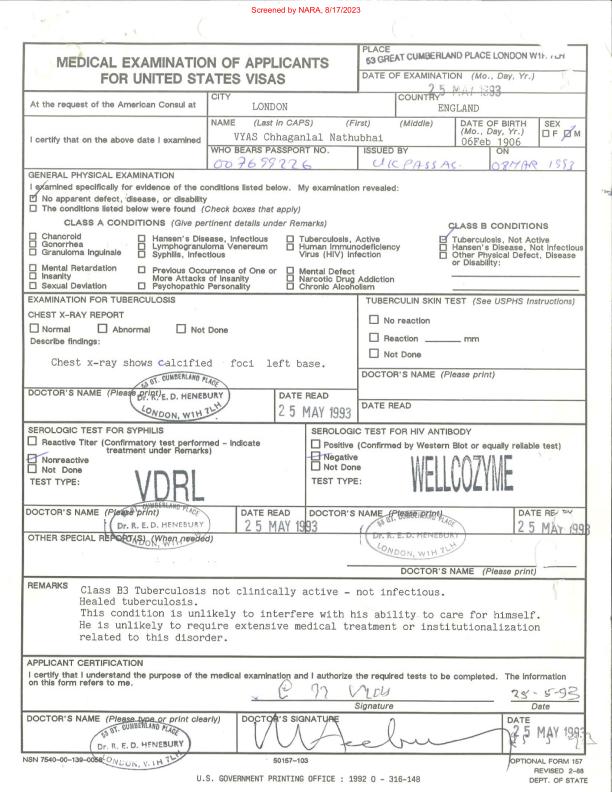 Screened by NARA, 8/17/2023
MEDICAL EXAMINATION OF APPLICANTS
FOR UNITED STATES VISAS
PLACE
53 GREAT CUMBERLAND PLACE LONDON W1H
DATE OF EXAMINATION (Mo., Day, Yr.)
25 MAY 1993
At the request of the American Consul at
CITY
LONDON
COUNTRY
ENGLAND
I certify that on the above date I examined
NAME (Last in CAPS) (First) (Middle)
VYAS Chhaganlal Nathubhai
DATE OF BIRTH
(Mo., Day, Yr.)
06Feb 1906
SEX
F M
WHO BEARS PASSPORT NO.
007699226
ISSUED BY
UK PASS AG.
ON
08 MAR 1993
GENERAL PHYSICAL EXAMINATION
I examined specifically for evidence of the conditions listed below. My examination revealed:
No apparent defect, disease, or disability
The conditions listed below were found (Check boxes that apply)
CLASS A CONDITIONS (Give pertinent details under Remarks)
Chancroid
Gonorrhea
Granuloma Inguinale
Hansen's Disease, Infectious
Lymphogranuloma Venereum
Syphilis, Infectious
Tuberculosis, Active
Human Immunodeficiency
Virus (HIV) Infection
Mental Retardation
Insanity
Sexual Deviation
Previous Occurrence of One or
More Attacks of Insanity
Psychopathic Personality
Mental Defect
Narcotic Drug Addiction
Chronic Alcoholism
CLASS B CONDITIONS
Tuberculosis, Not Active
Hansen's Disease, Not Infectious
Other Physical Defect, Disease
or Disability:
EXAMINATION FOR TUBERCULOSIS
CHEST X-RAY REPORT
Normal Abnormal Not Done
Describe findings:
Chest x-ray shows calcified foci left base.
DOCTOR'S NAME (Please print)
53 GT. CUMBERLAND PLACE,
Dr. R. E. D. HENEBURY
LONDON, W1H 7LH
DATE READ
25 MAY 1993
TUBERCULIN SKIN TEST (See USPHS Instructions)
No reaction
Reaction mm
Not Done
DOCTOR'S NAME (Please print)
DATE READ
SEROLOGIC TEST FOR SYPHILIS
Reactive Titer (Confirmatory test performed - Indicate
treatment under Remarks)
Nonreactive
Not Done
TEST TYPE:
VDRL
DOCTOR'S NAME (Please print)
CUMBERLAND PLACE
Dr. R. E. D. HENEBURY
LONDON, W1H
DATE READ
25 MAY 1993
SEROLOGIC TEST FOR HIV ANTIBODY
Positive (Confirmed by Western Blot or equally reliable test)
Negative
Not Done
TEST TYPE:
WELLCOZYME
DOCTOR'S NAME (Please print)
CUMBERLAND PLACE
Dr. R. E. D. HENEBURY
LONDON, W1H 7LH
DATE
25 MAY 1993
OTHER SPECIAL REPORT(S) (When needed)
DOCTOR'S NAME (Please print)
REMARKS
Class B3 Tuberculosis not clinically active - not infectious.
Healed tuberculosis.
This condition is unlikely to interfere with his ability to care for himself.
He is unlikely to require extensive medical treatment or institutionalization
related to this disorder.
APPLICANT CERTIFICATION
I certify that I understand the purpose of the medical examination and I authorize the required tests to be completed. The information
on this form refers to me.
25-5-93
Signature
Date
DOCTOR'S NAME (Please type or print clearly)
53 GT. CUMBERLAND PLACE,
Dr. R. E. D. HENEBURY
LONDON, W1H 7LH
DOCTOR'S SIGNATURE
DATE
25 MAY 1993
NSN 7540-00-139-0058
50157-103
OPTIONAL FORM 157
REVISED 2-88
DEPT. OF STATE
U.S. GOVERNMENT PRINTING OFFICE : 1992 O - 316-148